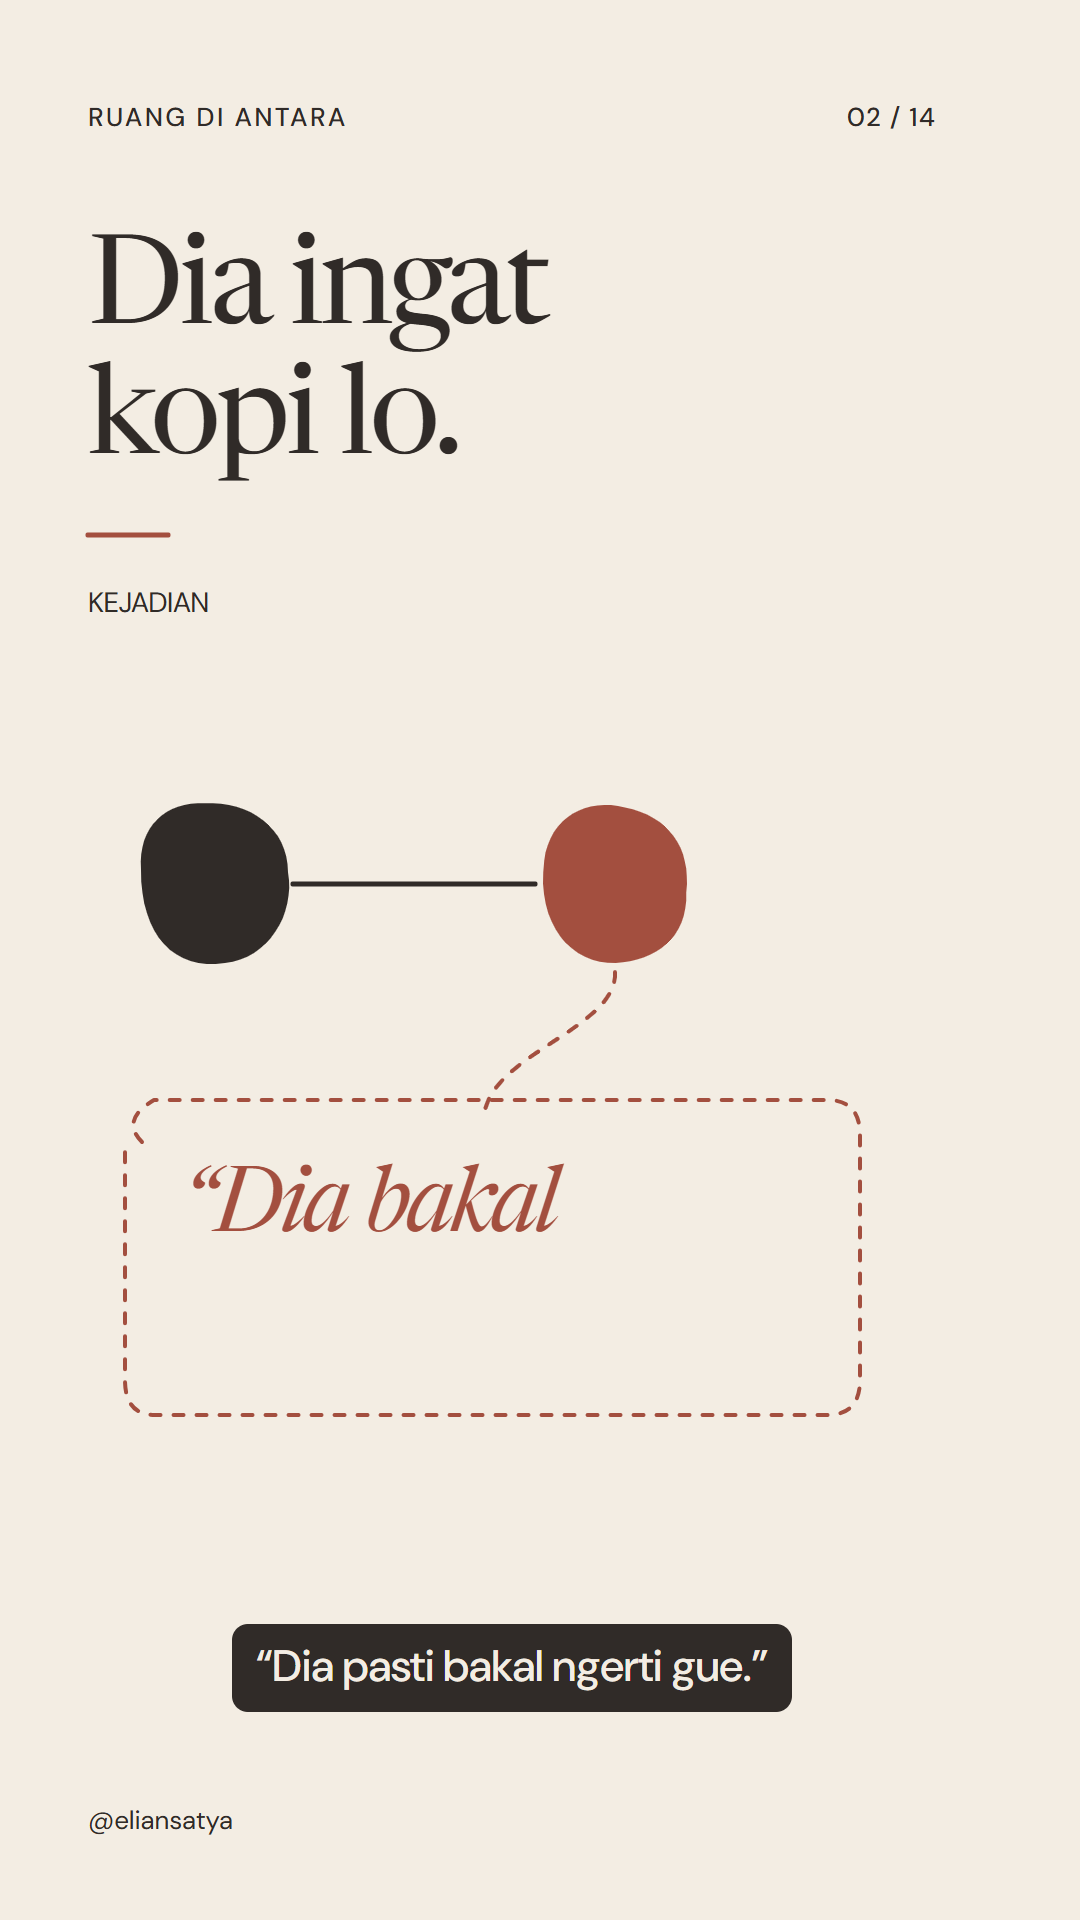 RUANG DI ANTARA
02 / 14
Dia ingat
kopi lo.
KEJADIAN
“Dia bakal
“Dia pasti bakal ngerti gue.”
@eliansatya